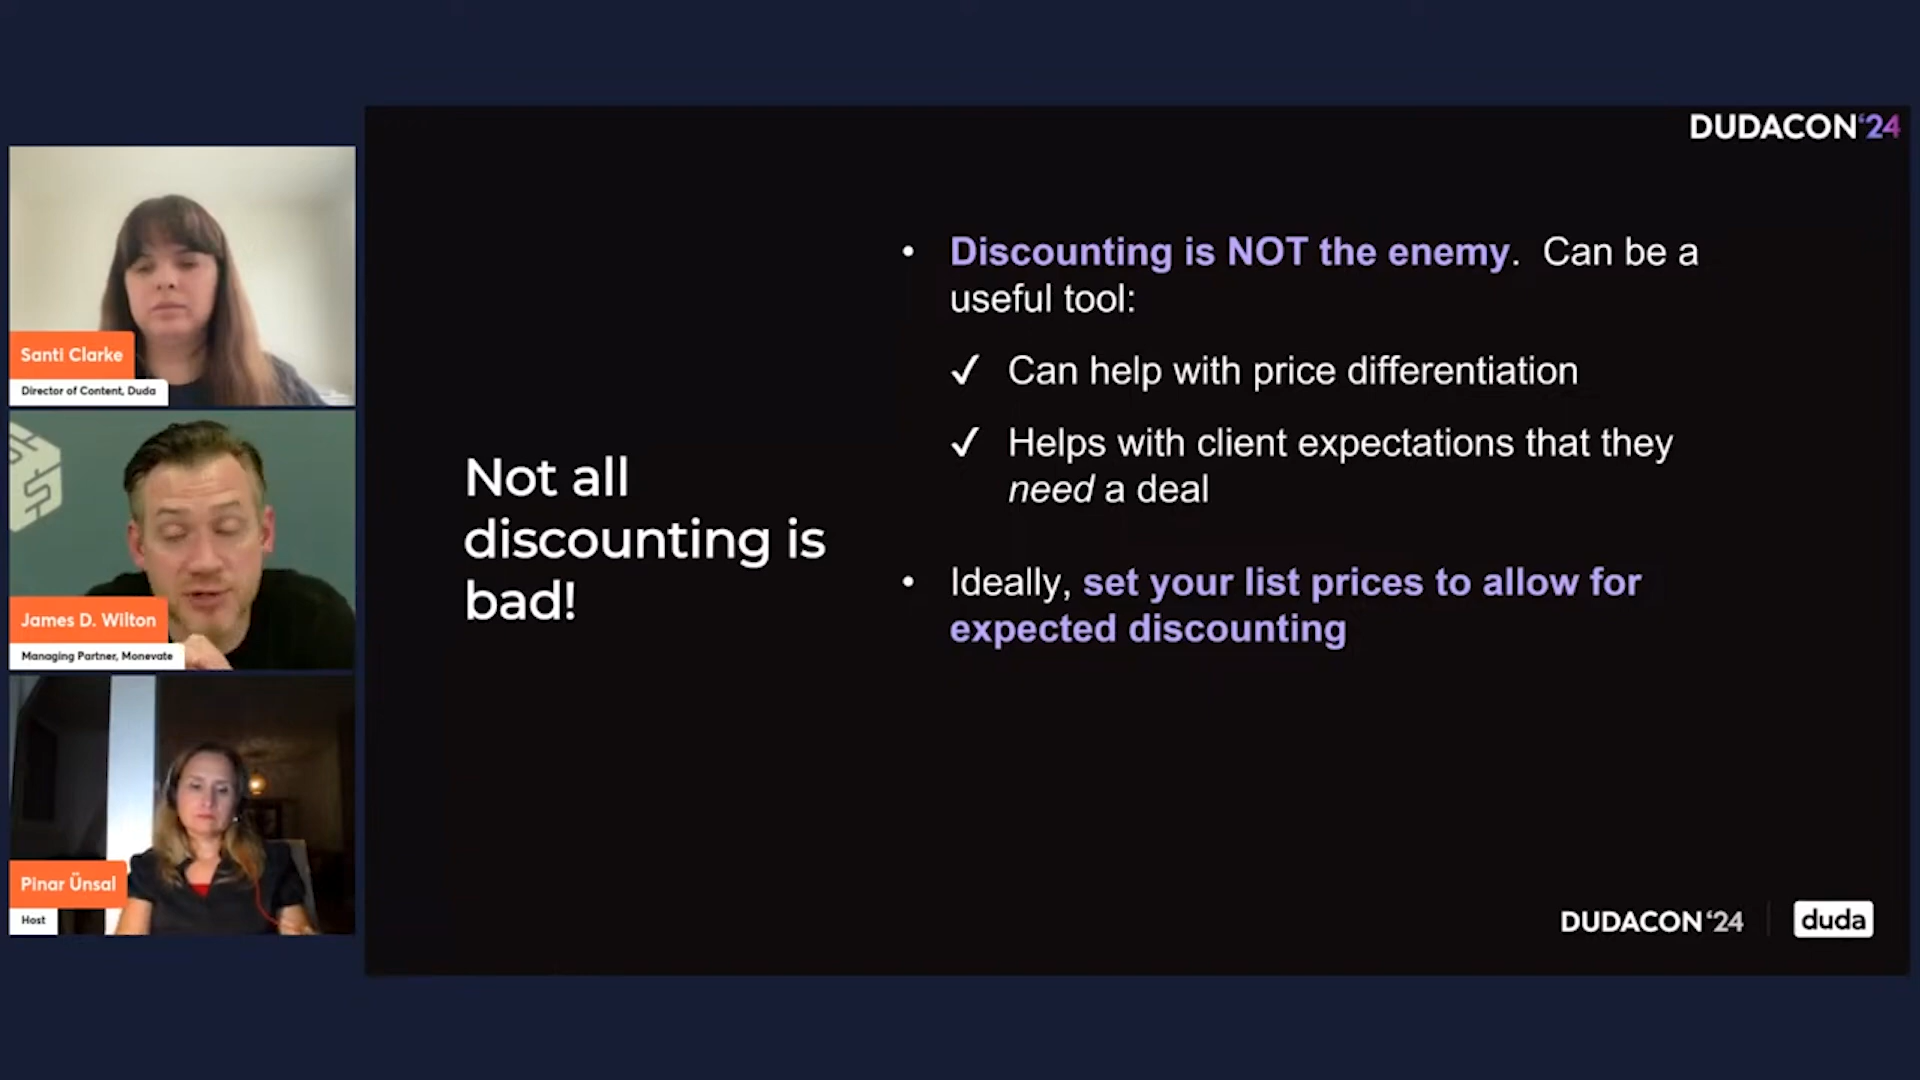 DUDACON‘24
Santi Clarke
Director of Content, Duda
James D. Wilton
Managing Partner, Monevate
Pinar Ünsal
Host
Not all
discounting is
bad!
• Discounting is NOT the enemy. Can be a
useful tool:
✓ Can help with price differentiation
✓ Helps with client expectations that they
need a deal
• Ideally, set your list prices to allow for
expected discounting
DUDACON‘24
duda